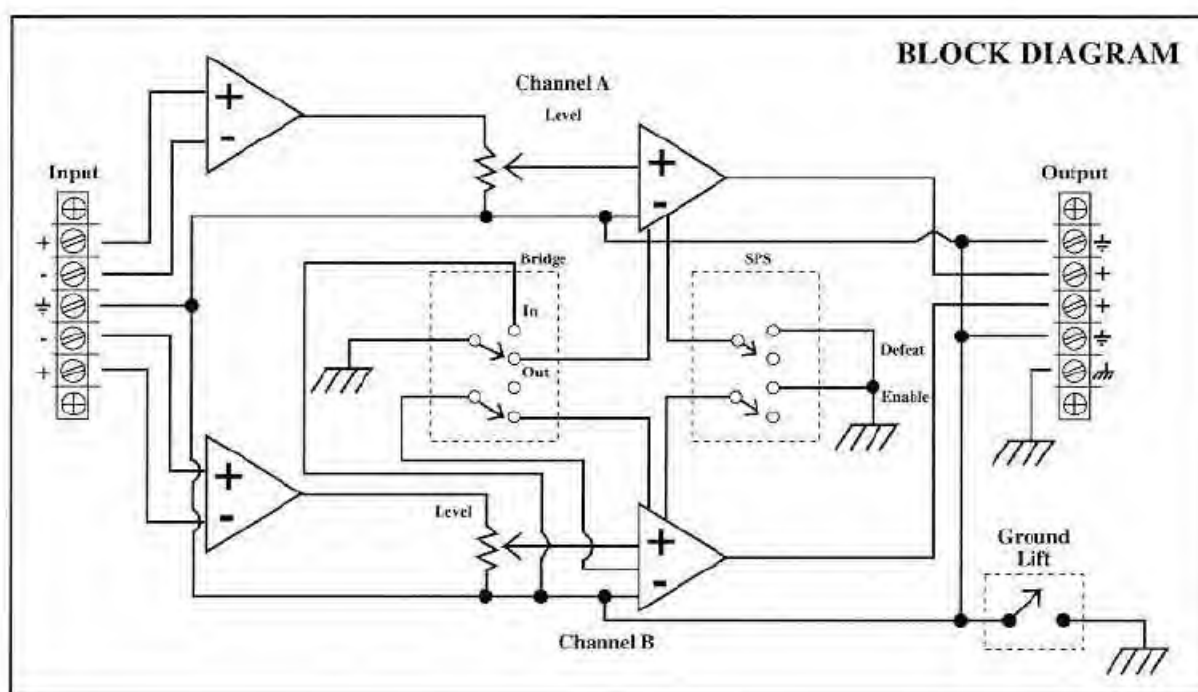 BLOCK DIAGRAM
Channel A
Level
+
-
+
-
Input
Output
+
-
-
+
+
+
Bridge
SPS
In
Out
Defeat
Enable
+
-
Level
+
-
Ground
Lift
Channel B